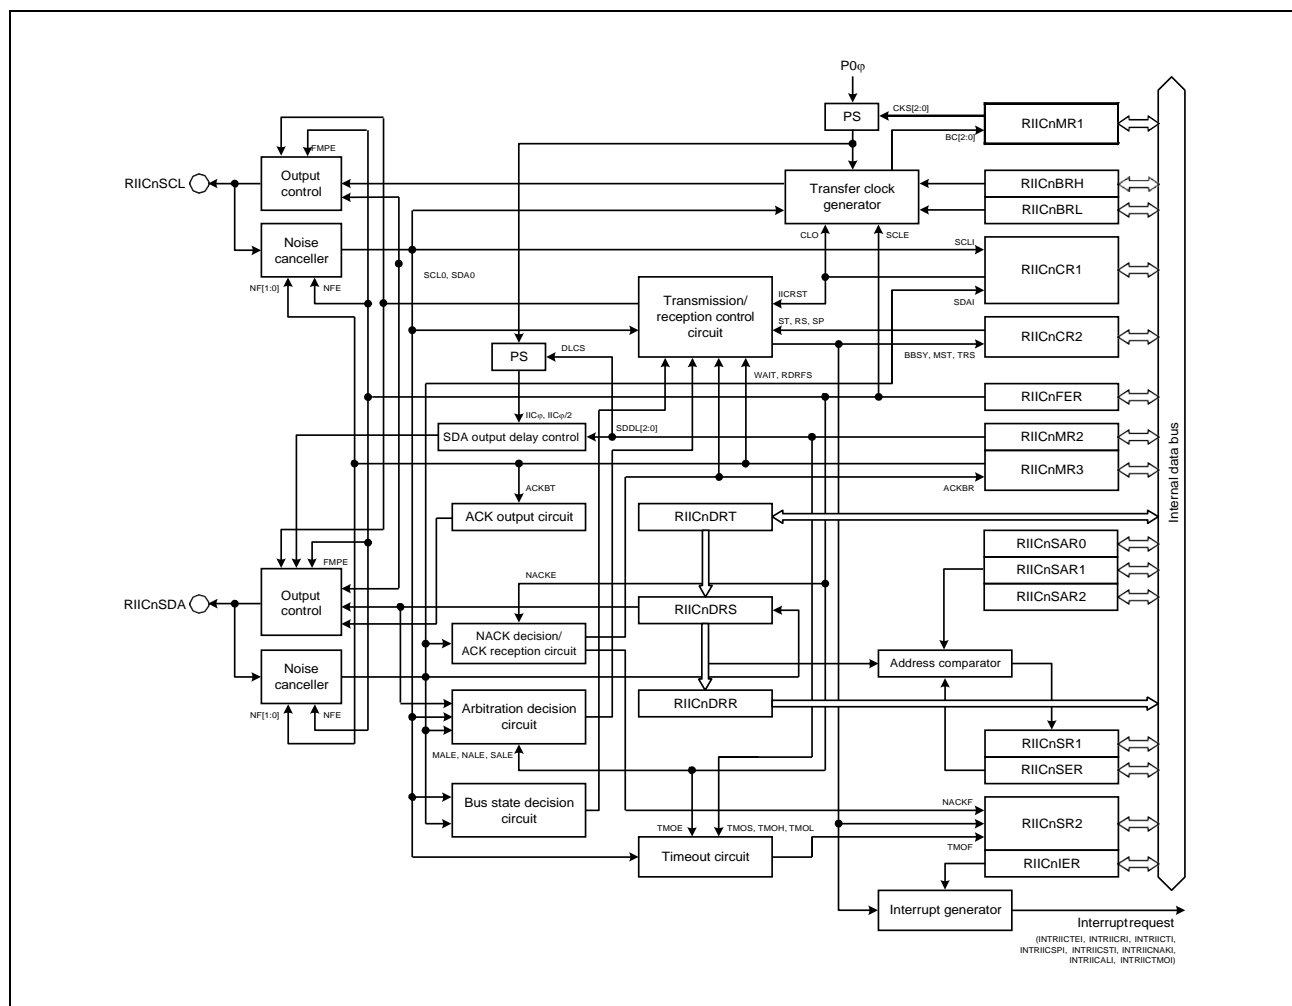 P0φ
PS
CKS[2:0]
BC[2:0]
RIICnMR1
FMPE
RIICnSCL
Output
control
Transfer clock
generator
RIICnBRH
RIICnBRL
Noise
canceller
CLO
SCLE
SCLI
RIICnCR1
SCL0, SDA0
NF[1:0]
NFE
Transmission/
reception control
circuit
IICRST
SDAI
ST, RS, SP
RIICnCR2
BBSY, MST, TRS
PS
DLCS
WAIT, RDRFS
RIICnFER
IICφ, IICφ/2
SDDL[2:0]
SDA output delay control
RIICnMR2
RIICnMR3
ACKBR
ACKBT
Internal data bus
ACK output circuit
RIICnDRT
RIICnSAR0
RIICnSAR1
RIICnSAR2
FMPE
NACKE
RIICnSDA
Output
control
RIICnDRS
NACK decision/
ACK reception circuit
Address comparator
Noise
canceller
RIICnDRR
NF[1:0]
NFE
Arbitration decision
circuit
MALE, NALE, SALE
RIICnSR1
RIICnSER
Bus state decision
circuit
NACKF
RIICnSR2
TMOE
TMOS, TMOH, TMOL
TMOF
Timeout circuit
RIICnIER
Interrupt generator
Interrupt request
(INTRIICTEI, INTRIICRI, INTRIICTI,
INTRIICSPI, INTRIICSTI, INTRIICNAKI,
INTRIICALI, INTRIICTMOI)